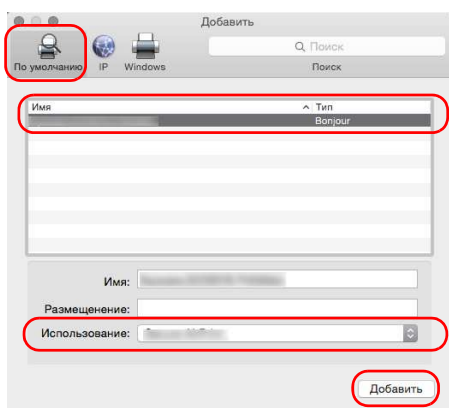 Добавить
По умолчанию IP Windows
Поиск
Поиск
Имя Тип
Bonjour
Имя:
Размещение:
Использование:
Добавить